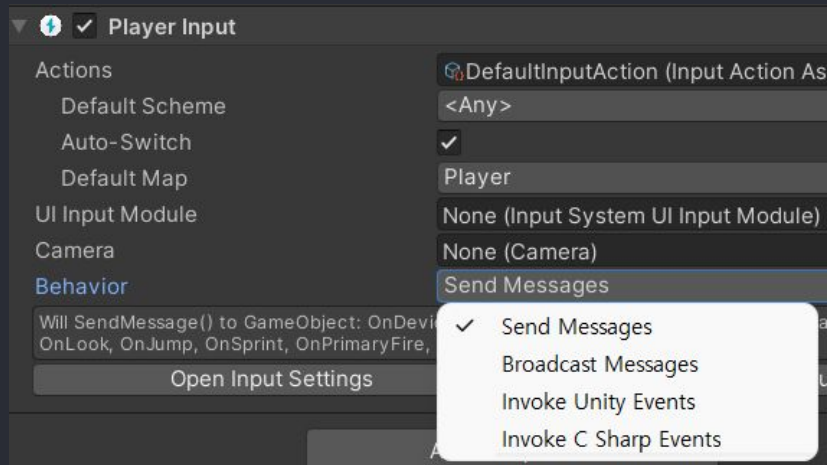 Player Input
Actions
DefaultInputAction (Input Action As
Default Scheme
<Any>
Auto-Switch
Default Map
Player
UI Input Module
None (Input System UI Input Module)
Camera
None (Camera)
Behavior
Send Messages
Will SendMessage() to GameObject:
OnLook, OnJump, OnSprint, OnPrimaryFire,
Send Messages
Broadcast Messages
Invoke Unity Events
Invoke C Sharp Events
Open Input Settings